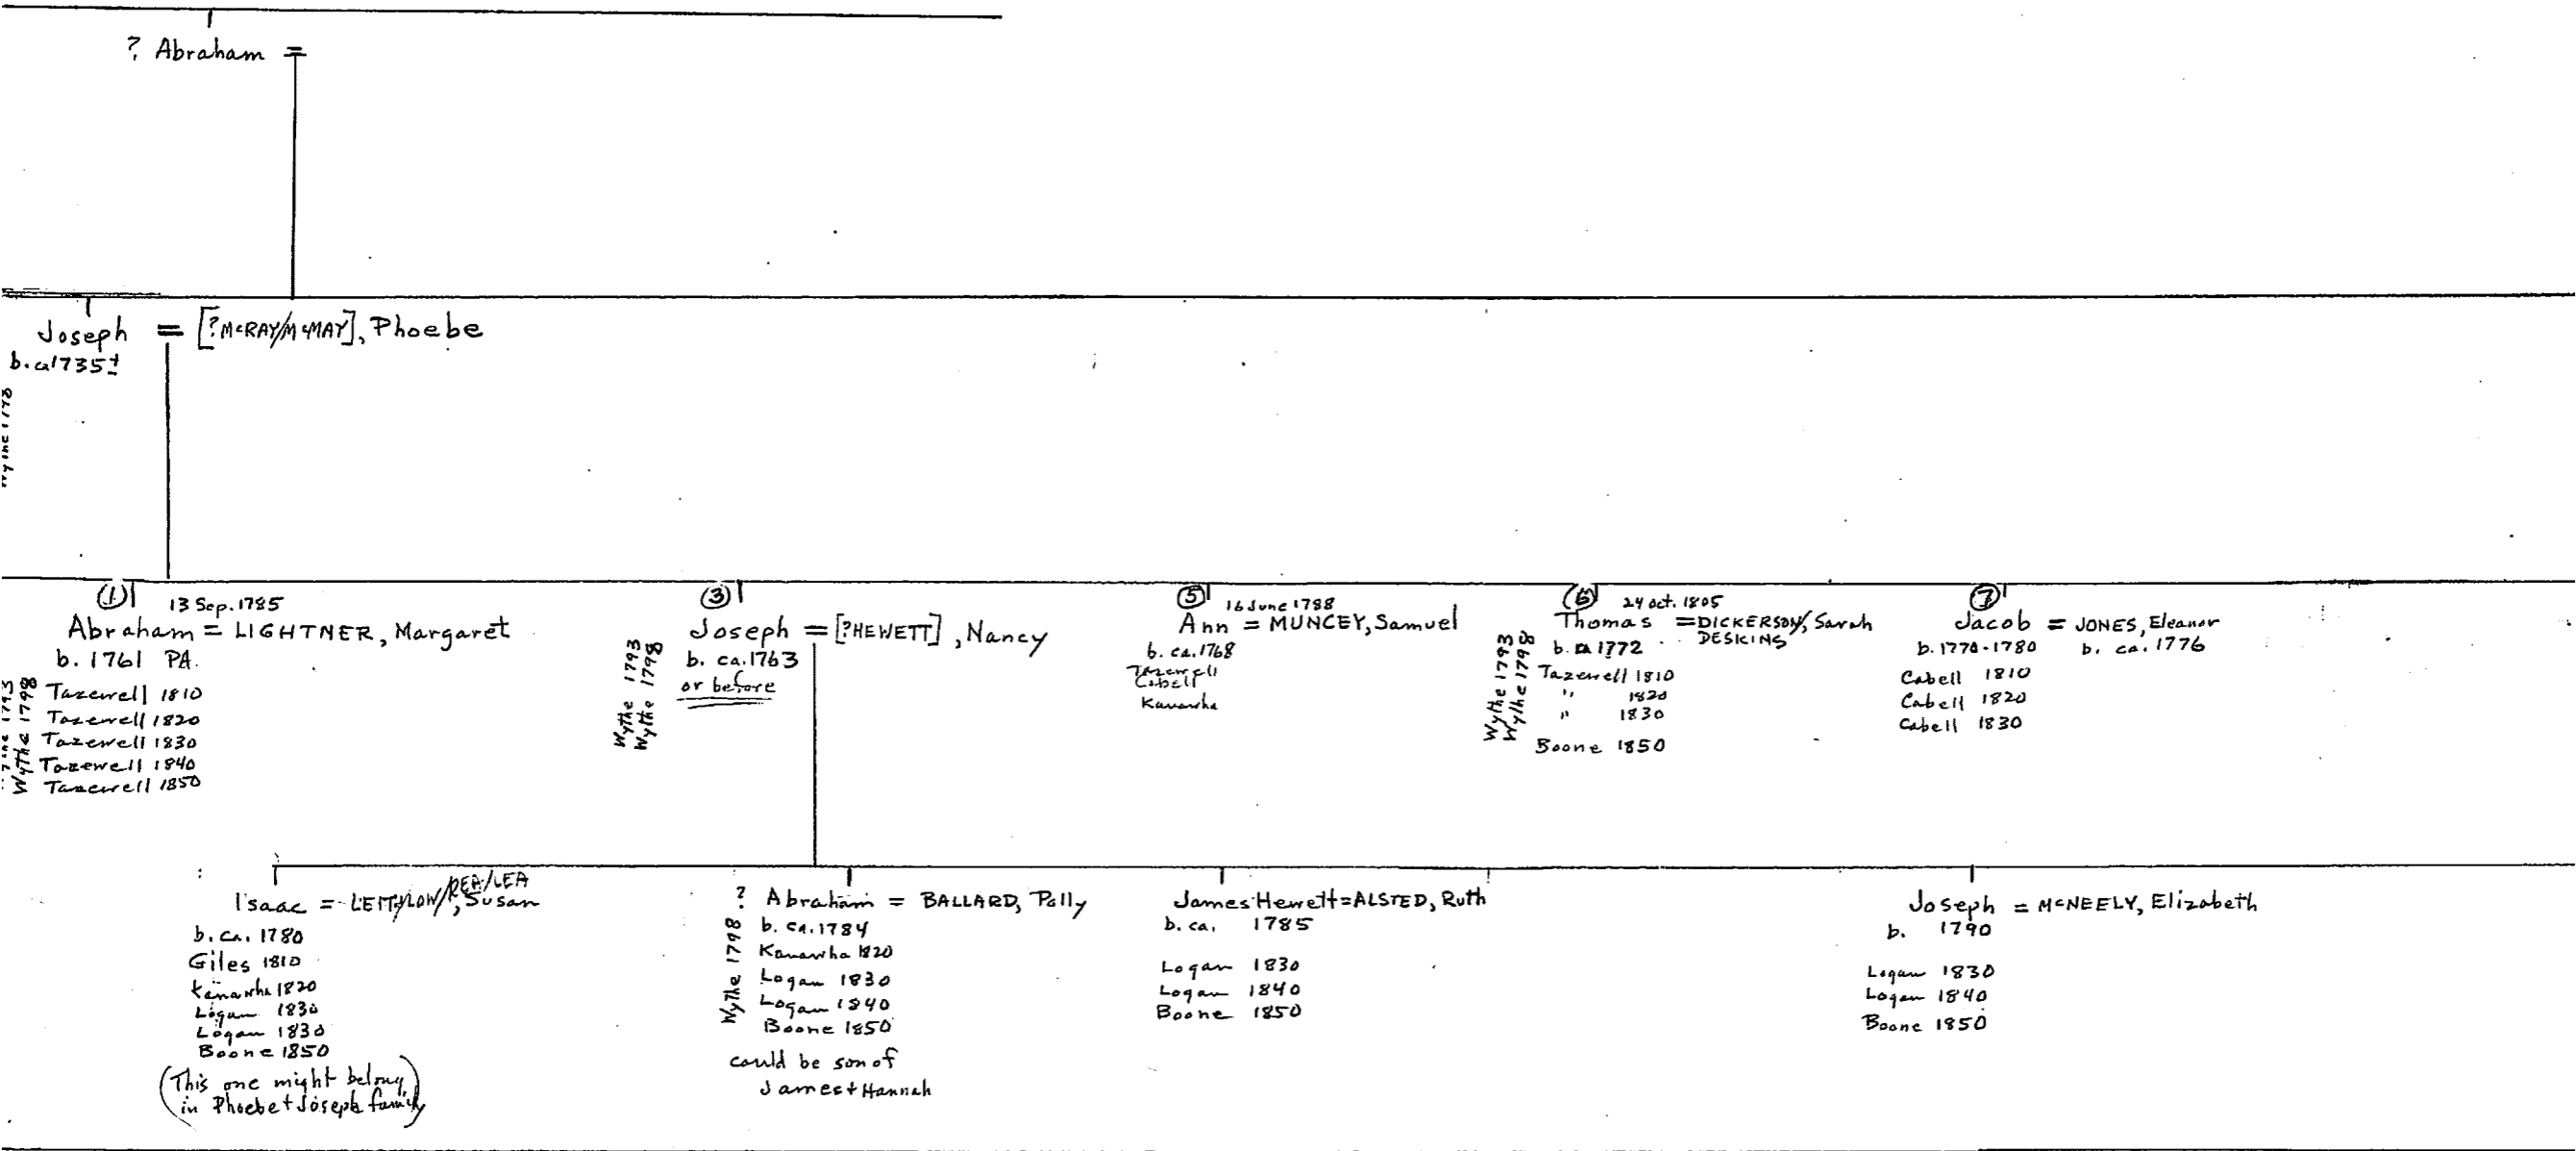 ? Abraham =
Joseph = [?McRAY/McMAY], Phoebe
b. ca 1735±
① 13 Sep. 1785
Abraham = LIGHTNER, Margaret
b. 1761 PA.
Wythe 1798
Tazewell 1810
Tazewell 1820
Tazewell 1830
Tazewell 1840
Tazewell 1850
③
Joseph = [?HEWETT], Nancy
b. ca. 1763
or before
Wythe 1793
Wythe 1798
⑤ 16 June 1788
Ann = MUNCEY, Samuel
b. ca. 1768
Tazewell
Cabell
Kanawha
⑥ 24 Oct. 1805
Thomas = DICKERSON/, Sarah
DESKINS
b. ca 1772
Wythe 1793
Wythe 1798
Tazewell 1810
" 1820
" 1830
Boone 1850
⑦
Jacob = JONES, Eleanor
b. 1770-1780 b. ca. 1776
Cabell 1810
Cabell 1820
Cabell 1830
Isaac = LEITH/LOW/REA/LEA, Susan
b. ca. 1780
Giles 1810
Kanawha 1820
Logan 1830
Logan 1830
Boone 1850
(This one might belong
in Phoebe + Joseph family)
? Abraham = BALLARD, Polly
b. ca. 1784
Wythe 1798
Kanawha 1820
Logan 1830
Logan 1840
Boone 1850
could be son of
James + Hannah
James Hewett = ALSTED, Ruth
b. ca. 1785
Logan 1830
Logan 1840
Boone 1850
Joseph = McNEELY, Elizabeth
b. 1790
Logan 1830
Logan 1840
Boone 1850